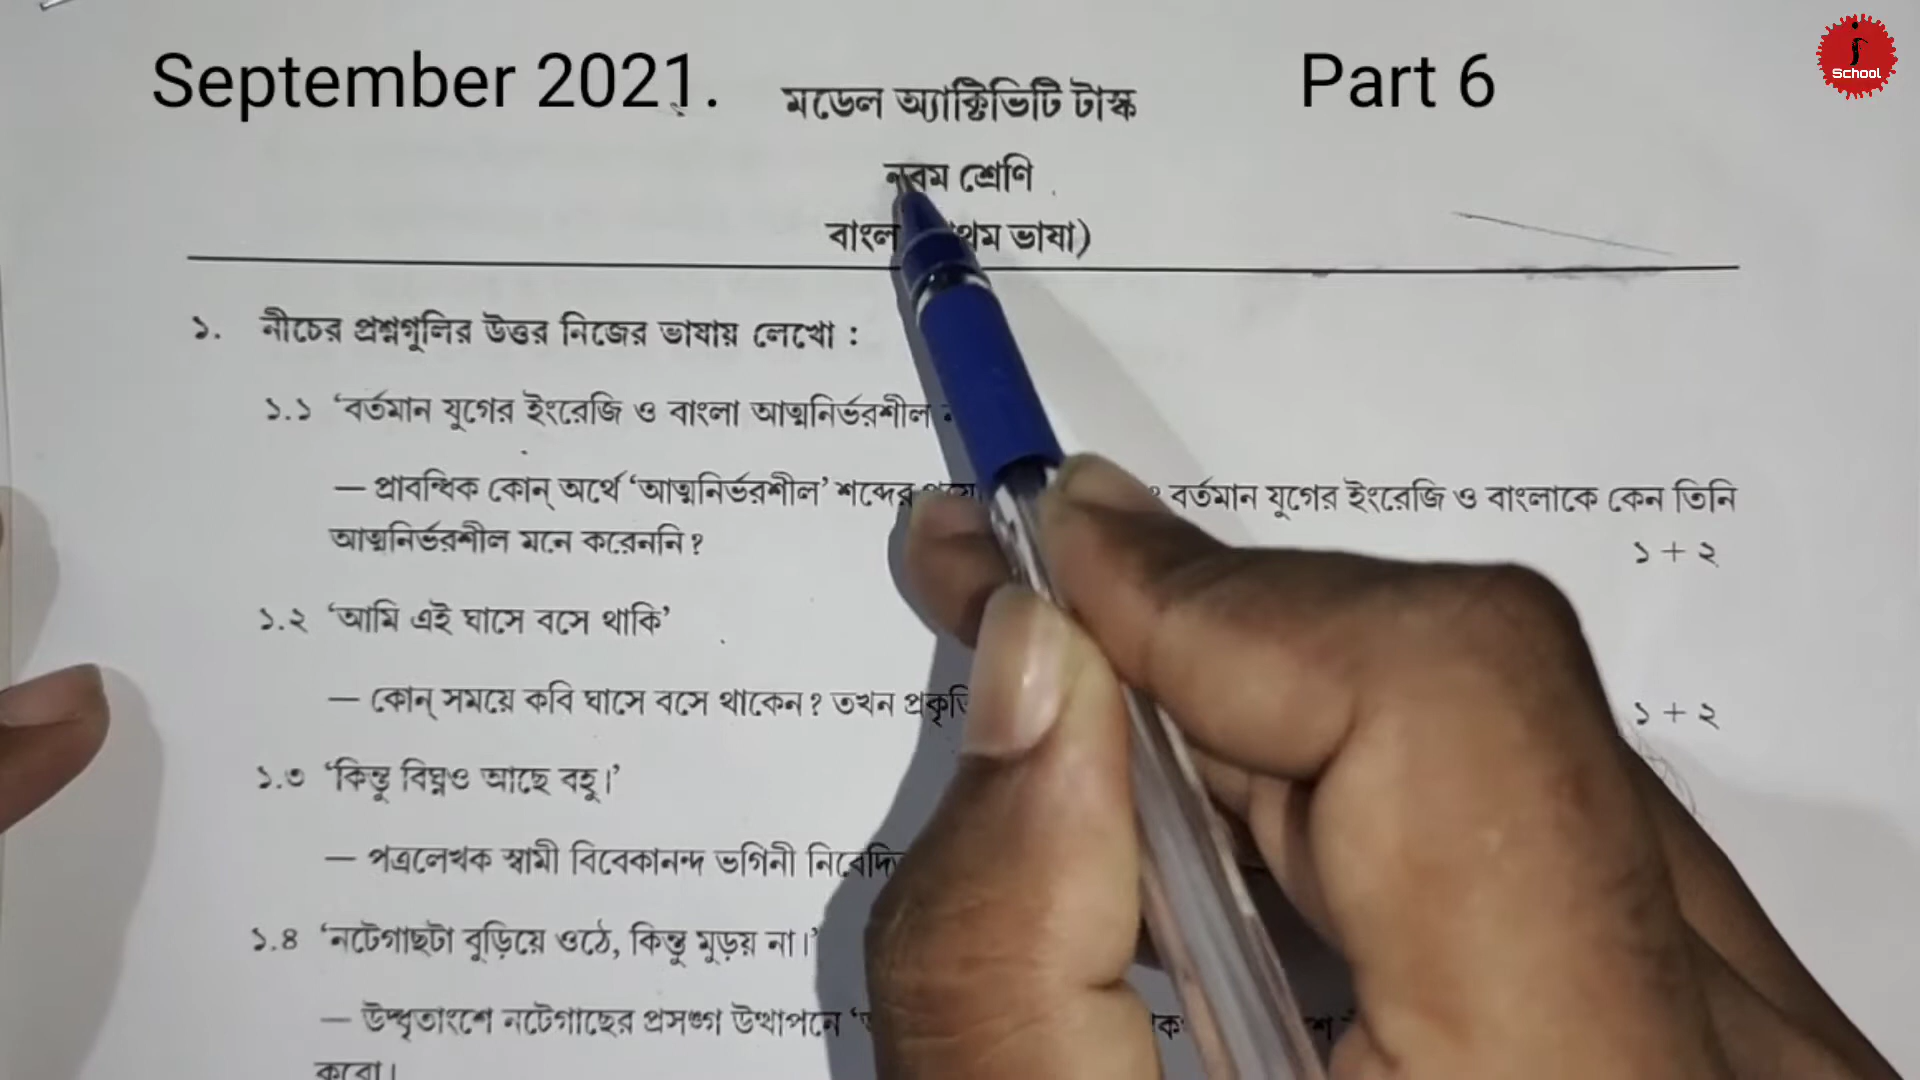 September 2021.
Part 6
School
মডেল অ্যাক্টিভিটি টাস্ক
নবম শ্রেণি
ভাষা)
১. নীচের প্রশ্নগুলির উত্তর নিজের ভাষায় লেখো :
১.১ ‘বর্তমান যুগের ইংরেজি ও বাংলা আত্মনির্ভরশীল
— প্রাবন্ধিক কোন্ অর্থে ‘আত্মনির্ভরশীল’ শব্দের বর্তমান যুগের ইংরেজি ও বাংলাকে কেন তিনি
আত্মনির্ভরশীল মনে করেননি? ১ + ২
১.২ ‘আমি এই ঘাসে বসে থাকি’
— কোন্ সময়ে কবি ঘাসে বসে থাকেন? তখন ১ + ২
১.৩ ‘কিন্তু বিঘ্নও আছে বহু।’
— পত্রলেখক স্বামী বিবেকানন্দ ভগিনী
১.৪ ‘নটেগাছটা বুড়িয়ে ওঠে, কিন্তু মুড়য় না।’
— উদ্ধৃতাংশে নটেগাছের প্রসঙ্গ উত্থাপনে
করো।